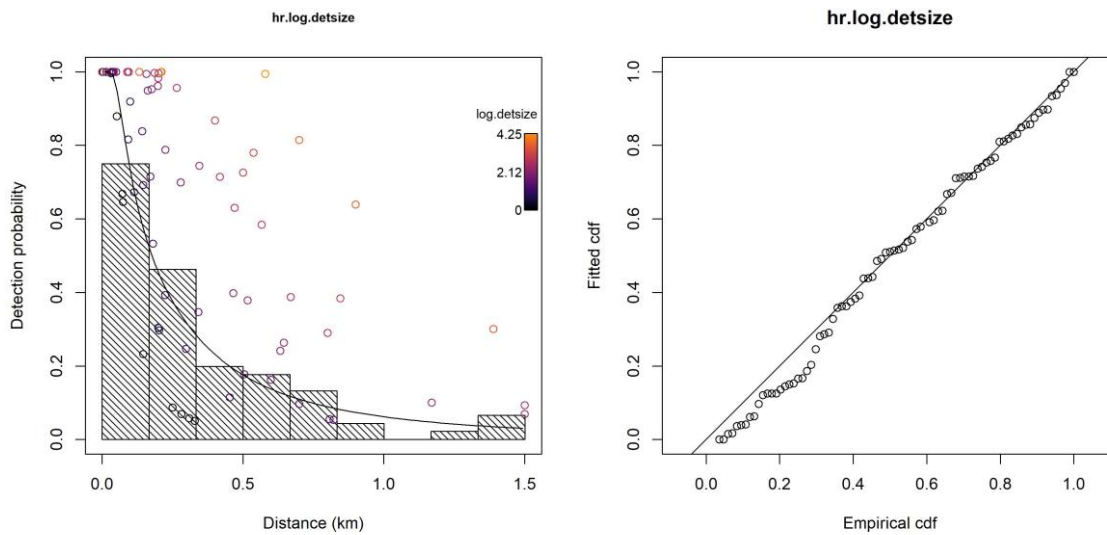 hr.log.detsize
Detection probability
1.0
0.8
0.6
0.4
0.2
0.0
log.detsize
4.25
2.12
0
0.0 0.5 1.0 1.5
Distance (km)
hr.log.detsize
Fitted cdf
1.0
0.8
0.6
0.4
0.2
0.0
0.0 0.2 0.4 0.6 0.8 1.0
Empirical cdf